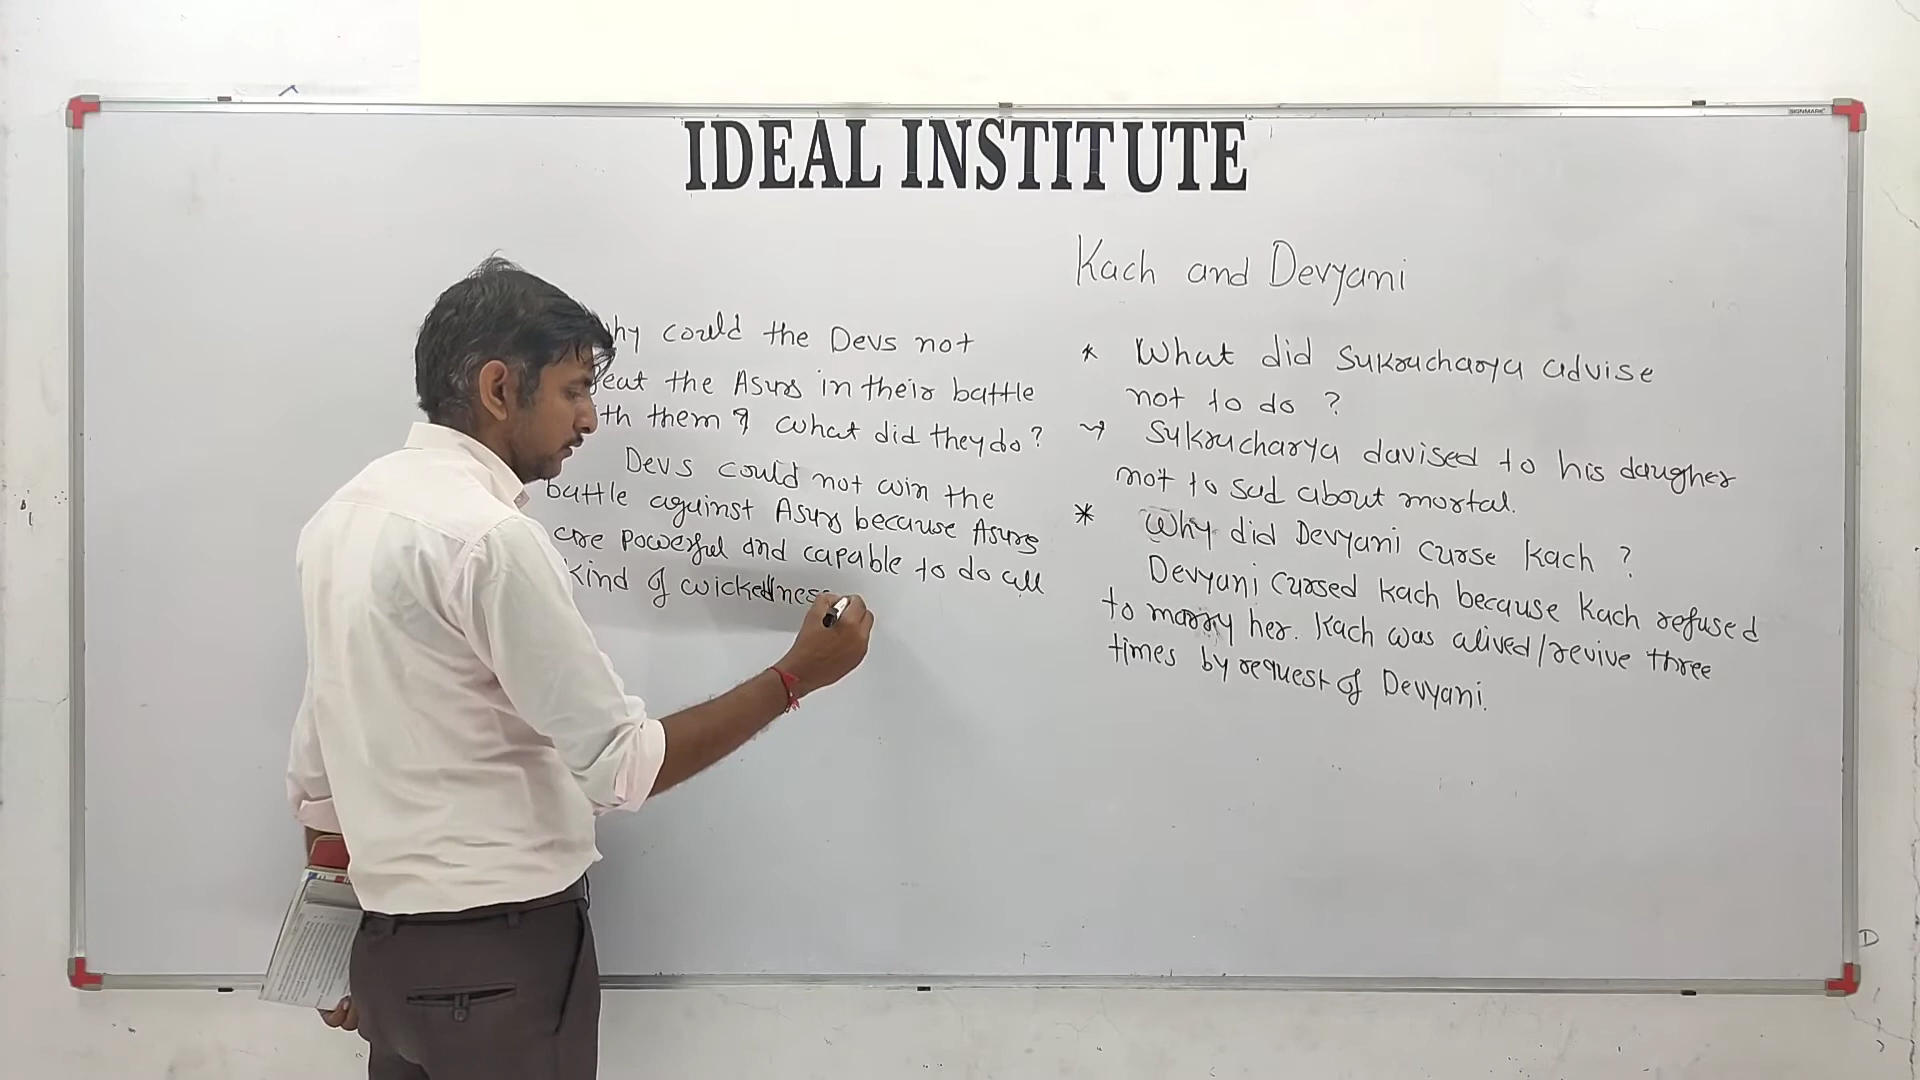 IDEAL INSTITUTE
SIGNMARK
Kach and Devyani
could the Devs not
the Asurs in their battle
them ? What did they do?
Devs could not win the
battle against Asurs because Asurs
are powerful and capable to do all
kind of wickedness
* What did Sukracharya advise
not to do ?
Sukrucharya davised to his daugher
not to sad about mortal.
* Why did Devyani curse Kach ?
Devyani cursed Kach because Kach refused
to marry her. Kach was alived/revive three
times by request of Devyani.
D